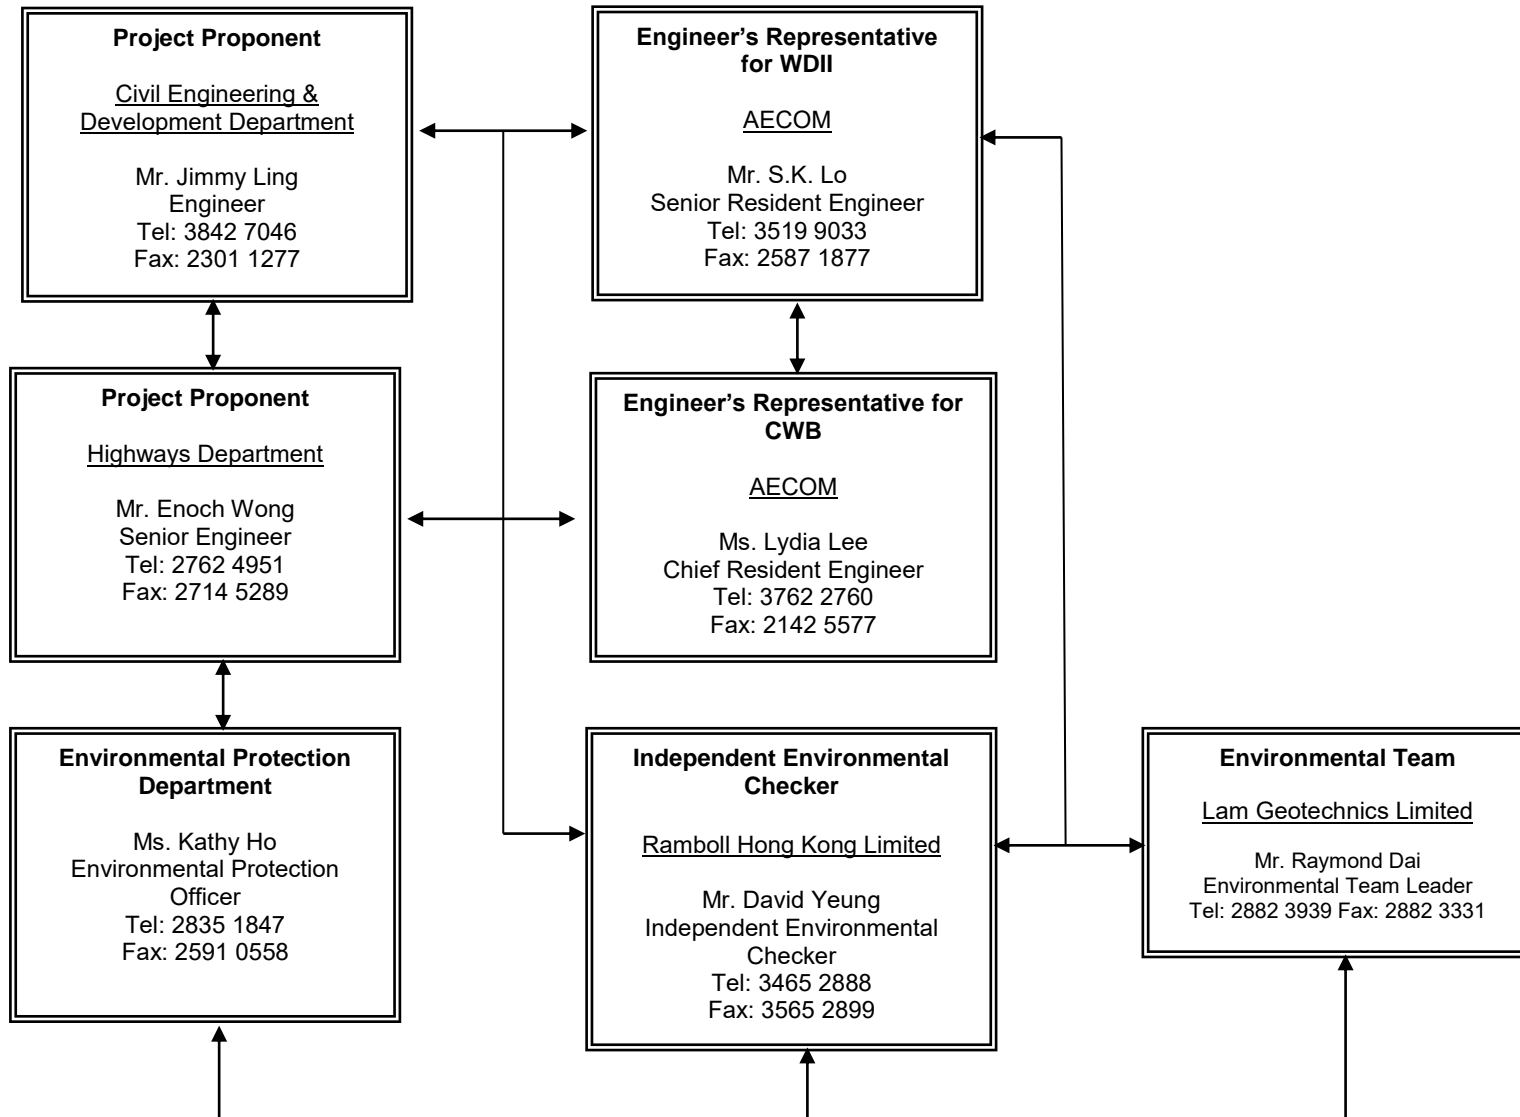 Project Proponent
Civil Engineering &
Development Department
Mr. Jimmy Ling
Engineer
Tel: 3842 7046
Fax: 2301 1277
Engineer’s Representative
for WDII
AECOM
Mr. S.K. Lo
Senior Resident Engineer
Tel: 3519 9033
Fax: 2587 1877
Project Proponent
Highways Department
Mr. Enoch Wong
Senior Engineer
Tel: 2762 4951
Fax: 2714 5289
Engineer’s Representative for
CWB
AECOM
Ms. Lydia Lee
Chief Resident Engineer
Tel: 3762 2760
Fax: 2142 5577
Environmental Protection
Department
Ms. Kathy Ho
Environmental Protection
Officer
Tel: 2835 1847
Fax: 2591 0558
Independent Environmental
Checker
Ramboll Hong Kong Limited
Mr. David Yeung
Independent Environmental
Checker
Tel: 3465 2888
Fax: 3565 2899
Environmental Team
Lam Geotechnics Limited
Mr. Raymond Dai
Environmental Team Leader
Tel: 2882 3939 Fax: 2882 3331